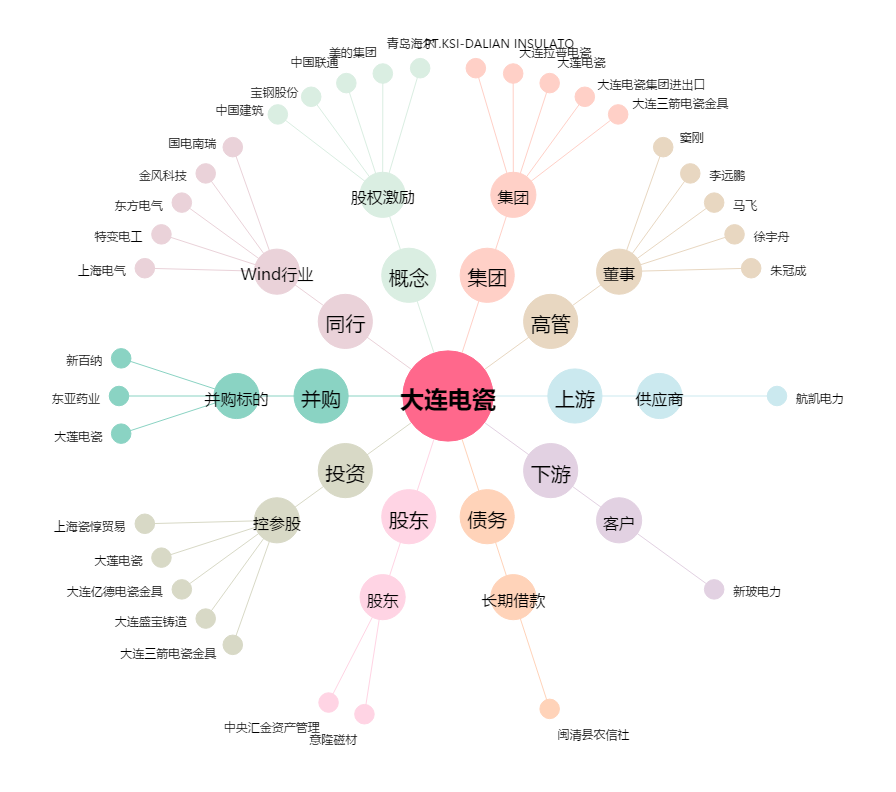 青岛海尔
PT.KSI-DALIAN INSULATO
美的集团
大连拉普电瓷
中国联通
大莲电瓷
宝钢股份
大连电瓷集团进出口
中国建筑
大连三箭电瓷金具
国电南瑞
窦刚
金风科技
李远鹏
股权激励
集团
东方电气
马飞
特变电工
徐宇舟
上海电气
Wind行业
概念
集团
董事
朱冠成
同行
高管
新百纳
东亚药业
并购标的
并购
大连电瓷
上游
供应商
航凯电力
大莲电瓷
投资
下游
上海瓷惇贸易
控参股
股东
债务
客户
大莲电瓷
大连亿德电瓷金具
新玻电力
大连盛宝铸造
股东
长期借款
大连三箭电瓷金具
中央汇金资产管理
意隆磁材
闽清县农信社